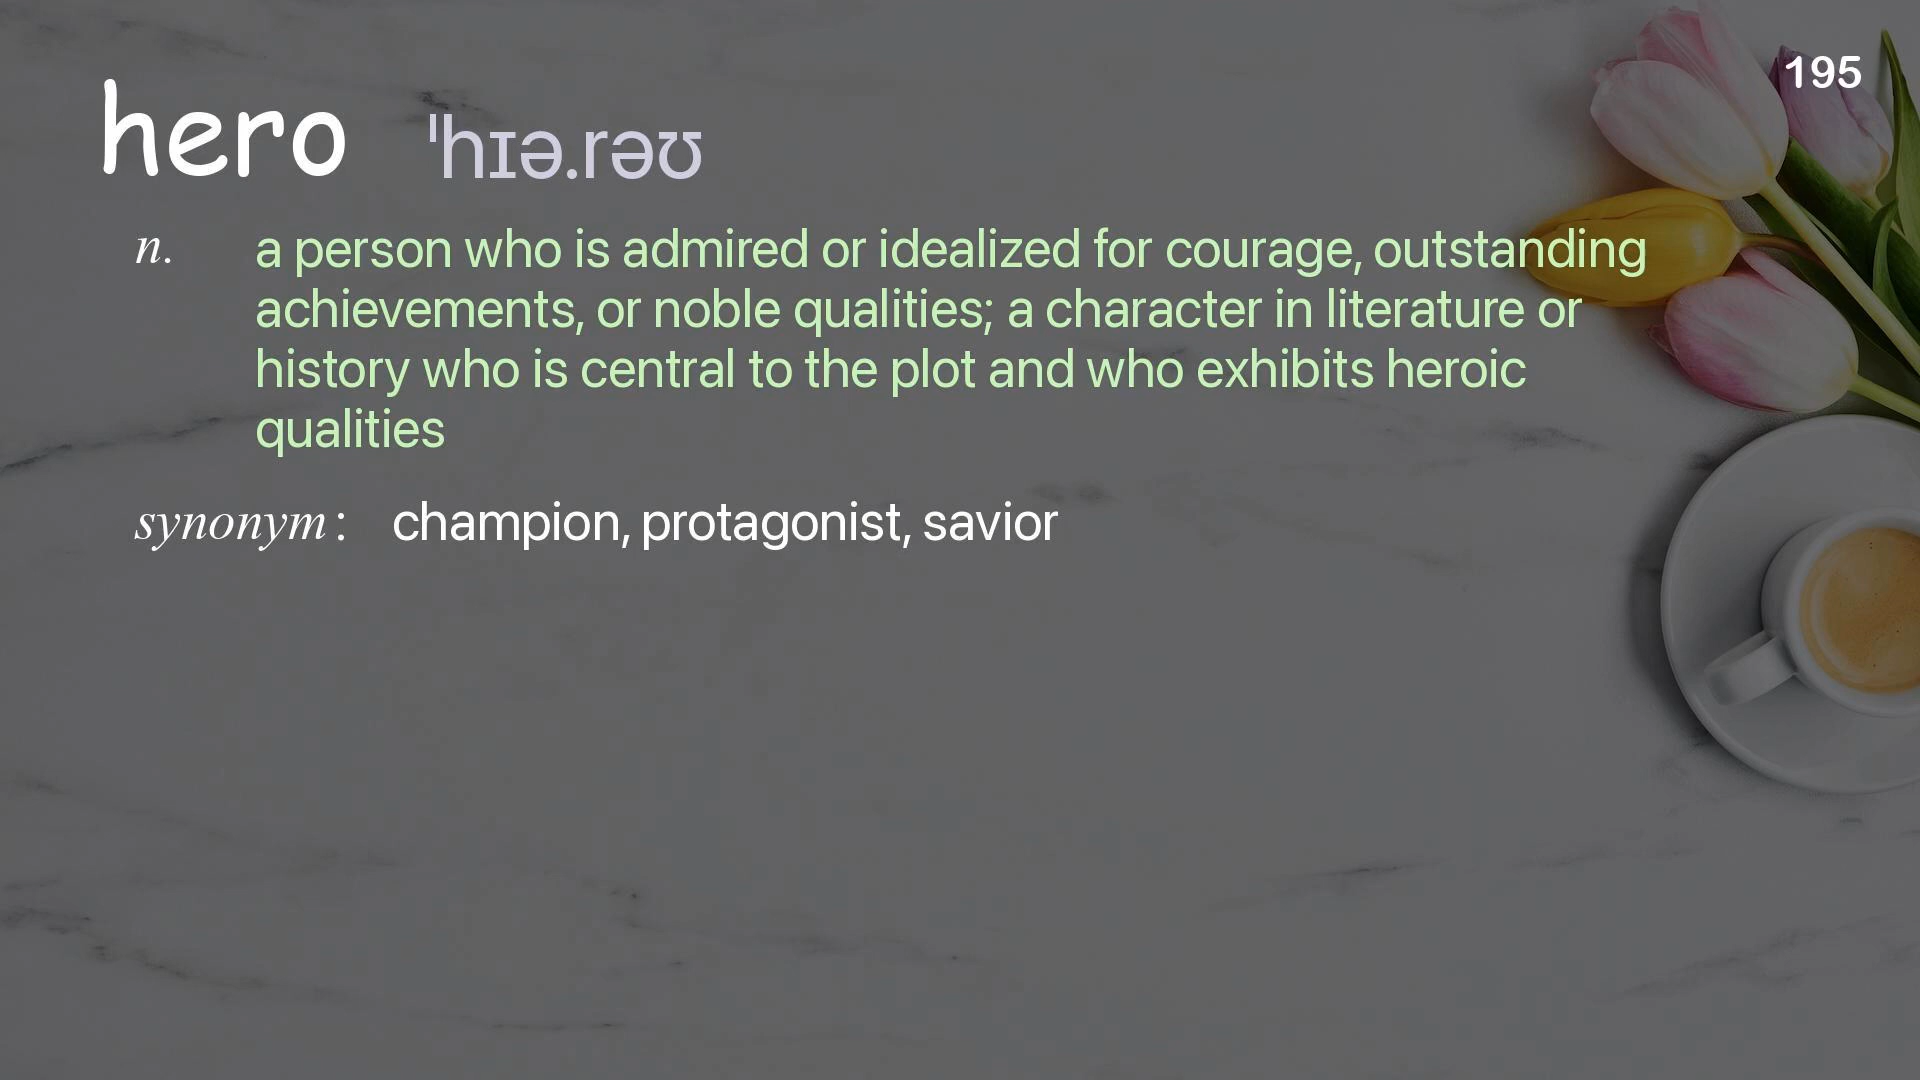 195
hero ˈhɪə.rəʊ
n. a person who is admired or idealized for courage, outstanding
achievements, or noble qualities; a character in literature or
history who is central to the plot and who exhibits heroic
qualities
synonym: champion, protagonist, savior